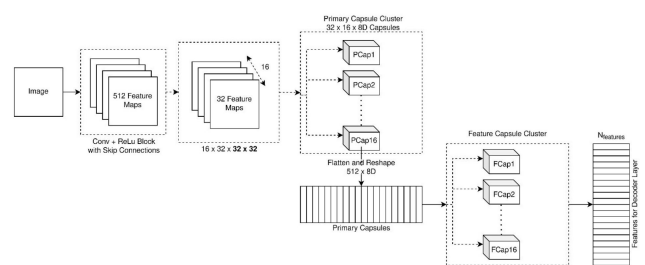 Image
512 Feature
Maps
Conv + ReLu Block
with Skip Connections
16
32 Feature
Maps
16 x 32 x 32 x 32
Primary Capsule Cluster
32 x 16 x 8D Capsules
PCap1
PCap2
PCap16
Flatten and Reshape
512 x 8D
Primary Capsules
Feature Capsule Cluster
FCap1
FCap2
FCap16
Nfeatures
Features for Decoder Layer